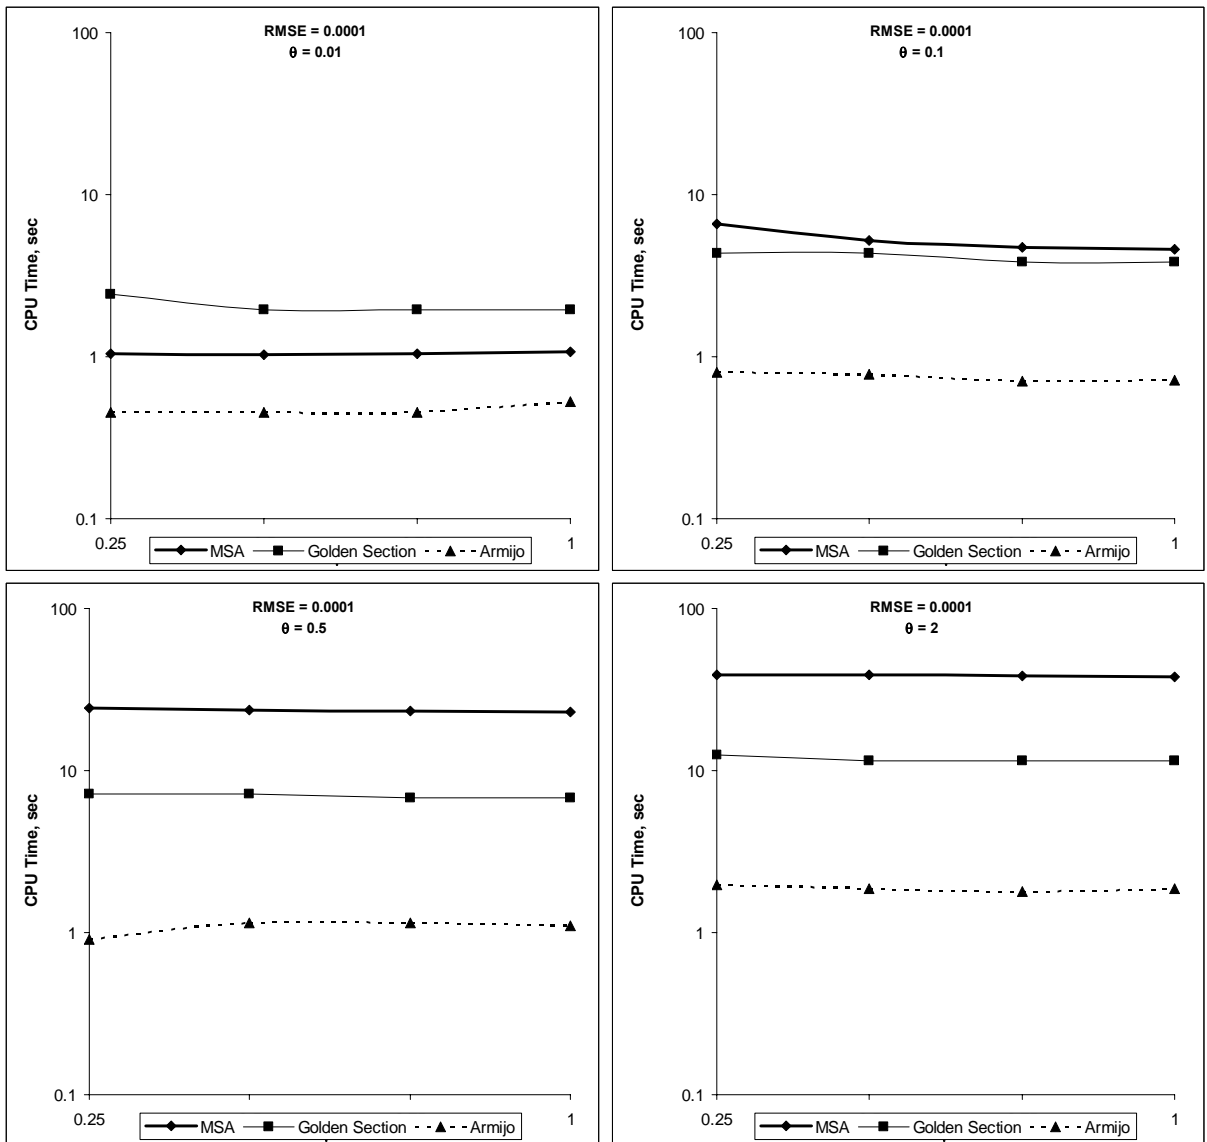 RMSE = 0.0001
θ = 0.01
100
10
1
0.1
CPU Time, sec
0.25
1
MSA
Golden Section
Armijo
RMSE = 0.0001
θ = 0.1
100
10
1
0.1
CPU Time, sec
0.25
1
MSA
Golden Section
Armijo
RMSE = 0.0001
θ = 0.5
100
10
1
0.1
CPU Time, sec
0.25
1
MSA
Golden Section
Armijo
RMSE = 0.0001
θ = 2
100
10
1
0.1
CPU Time, sec
0.25
1
MSA
Golden Section
Armijo